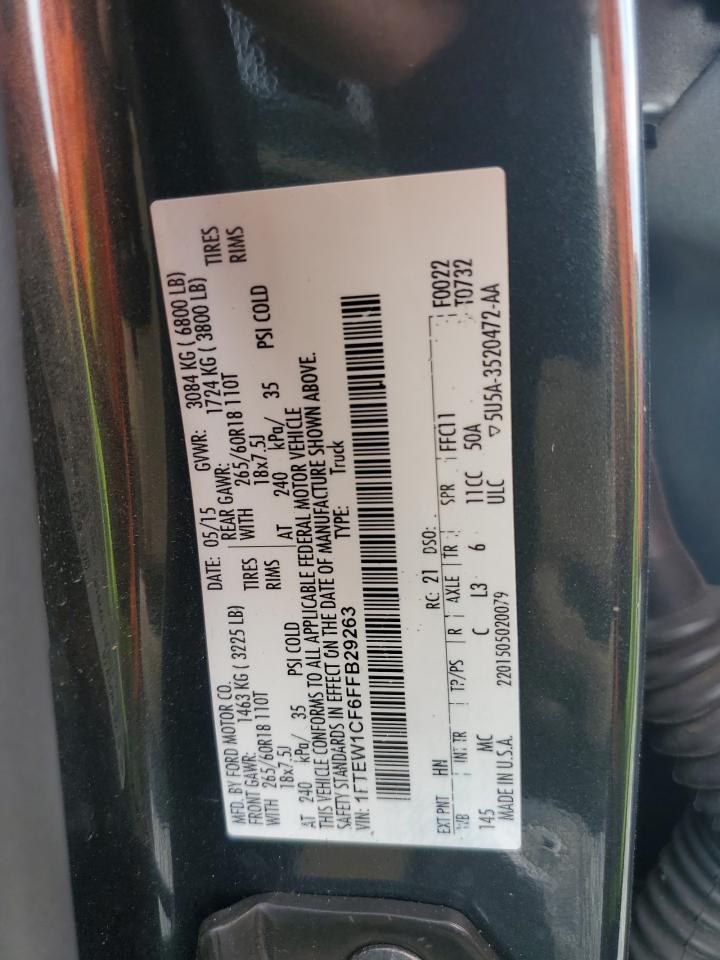 MFD. BY FORD MOTOR CO.
DATE: 05/15 GVWR: 3084 KG ( 6800 LB)
FRONT GAWR: 1463 KG ( 3225 LB) REAR GAWR: 1724 KG ( 3800 LB)
WITH 265/60R18 110T TIRES WITH 265/60R18 110T TIRES
18x7.5J RIMS 18x7.5J RIMS
AT 240 kPa/ 35 PSI COLD AT 240 kPa/ 35 PSI COLD
THIS VEHICLE CONFORMS TO ALL APPLICABLE FEDERAL MOTOR VEHICLE
SAFETY STANDARDS IN EFFECT ON THE DATE OF MANUFACTURE SHOWN ABOVE.
VIN: 1FTEW1CF6FFB29263 TYPE: Truck
F0022
T0732
EXT PNT HN RC: 21 DSO:
WB INT TR TP/PS R AXLE TR SPR FFC11
145 MC C L3 6 11CC 50A
MADE IN U.S.A. 2201505020079 ULC ▽5U5A-3520472-AA